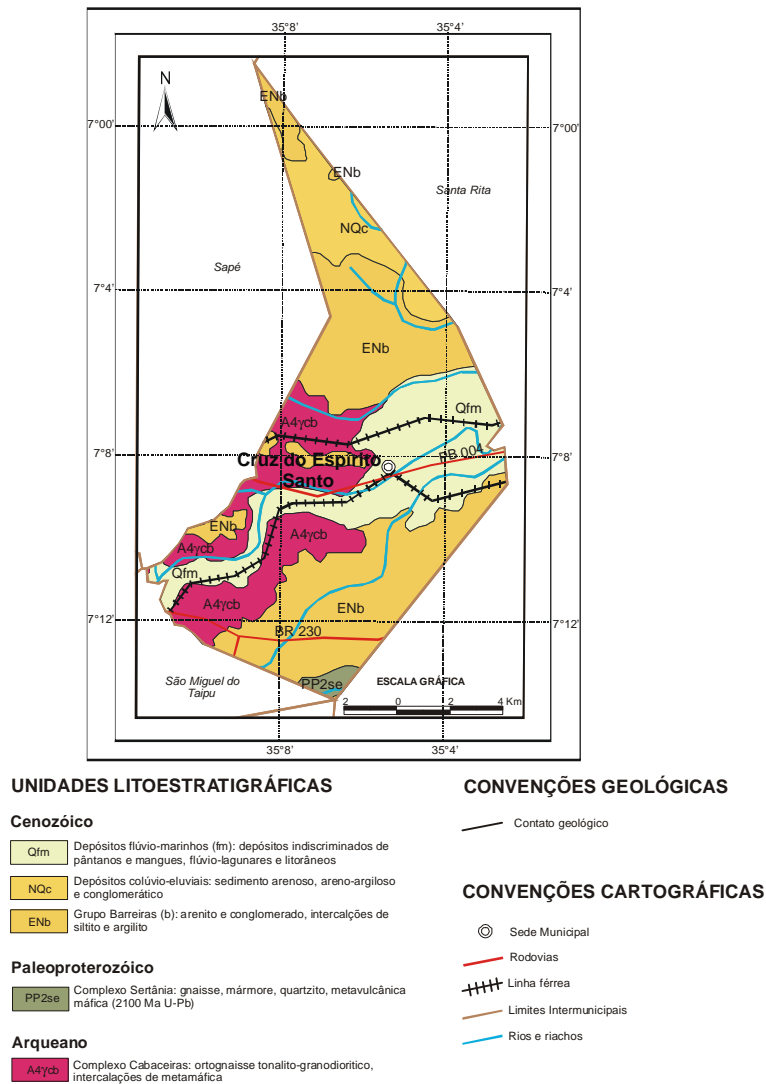 35°8'
35°4'
N
ENb
7°00'
7°00'
ENb
Santa Rita
NQc
Sapé
7°4'
7°4'
ENb
Qfm
A4γcb
7°8'
PB 004
7°8'
Cruz do Espírito
Santo
ENb
A4γcb
A4γcb
Qfm
A4γcb
ENb
7°12'
BR 230
7°12'
São Miguel do
Taipu
PP2se
ESCALA GRÁFICA
2 0 2 4 Km
35°8'
35°4'
UNIDADES LITOESTRATIGRÁFICAS
Cenozóico
Qfm
Depósitos flúvio-marinhos (fm): depósitos indiscriminados de
pântanos e mangues, flúvio-lagunares e litorâneos
NQc
Depósitos colúvio-eluviais: sedimento arenoso, areno-argiloso
e conglomerático
ENb
Grupo Barreiras (b): arenito e conglomerado, intercalções de
siltito e argilito
Paleoproterozóico
PP2se
Complexo Sertânia: gnaisse, mármore, quartzito, metavulcânica
máfica (2100 Ma U-Pb)
Arqueano
A4γcb
Complexo Cabaceiras: ortognaisse tonalito-granodioritico,
intercalações de metamáfica
CONVENÇÕES GEOLÓGICAS
Contato geológico
CONVENÇÕES CARTOGRÁFICAS
Sede Municipal
Rodovias
Linha férrea
Limites Intermunicipais
Rios e riachos